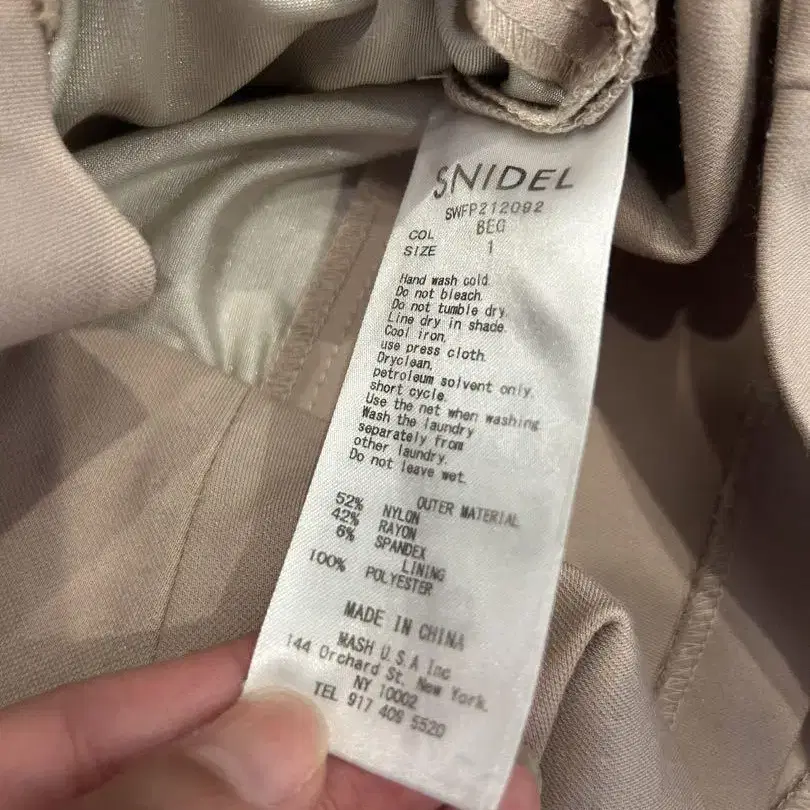 SNIDEL
SWFP212092
COL BEG
SIZE 1
Hand wash cold.
Do not bleach.
Do not tumble dry.
Line dry in shade.
Cool iron,
use press cloth.
Dryclean,
petroleum solvent only,
short cycle.
Use the net when washing.
Wash the laundry
separately from
other laundry.
Do not leave wet.
OUTER MATERIAL
52% NYLON
42% RAYON
6% SPANDEX
LINING
100% POLYESTER
MADE IN CHINA
MASH U.S.A Inc
144 Orchard St. New York.
NY 10002
TEL 917 409 5520